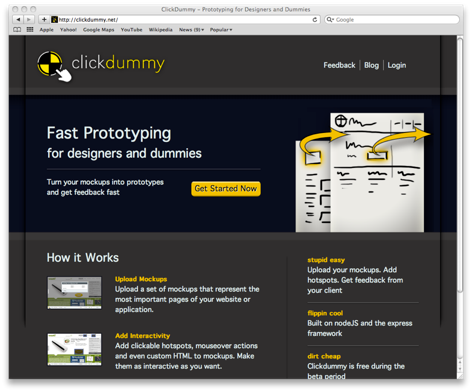 ClickDummy – Prototyping for Designers and Dummies
http://clickdummy.net/
Google
Apple Yahoo! Google Maps YouTube Wikipedia News (9) Popular
clickdummy
Feedback Blog Login
Fast Prototyping
for designers and dummies
Turn your mockups into prototypes
and get feedback fast
Get Started Now
How it Works
Upload Mockups
Upload a set of mockups that represent the
most important pages of your website or
application.
Add Interactivity
Add clickable hotspots, mouseover actions
and even custom HTML to mockups. Make
them as interactive as you want.
stupid easy
Upload your mockups. Add
hotspots. Get feedback from
your client
flippin cool
Built on nodeJS and the express
framework
dirt cheap
Clickdummy is free during the
beta period